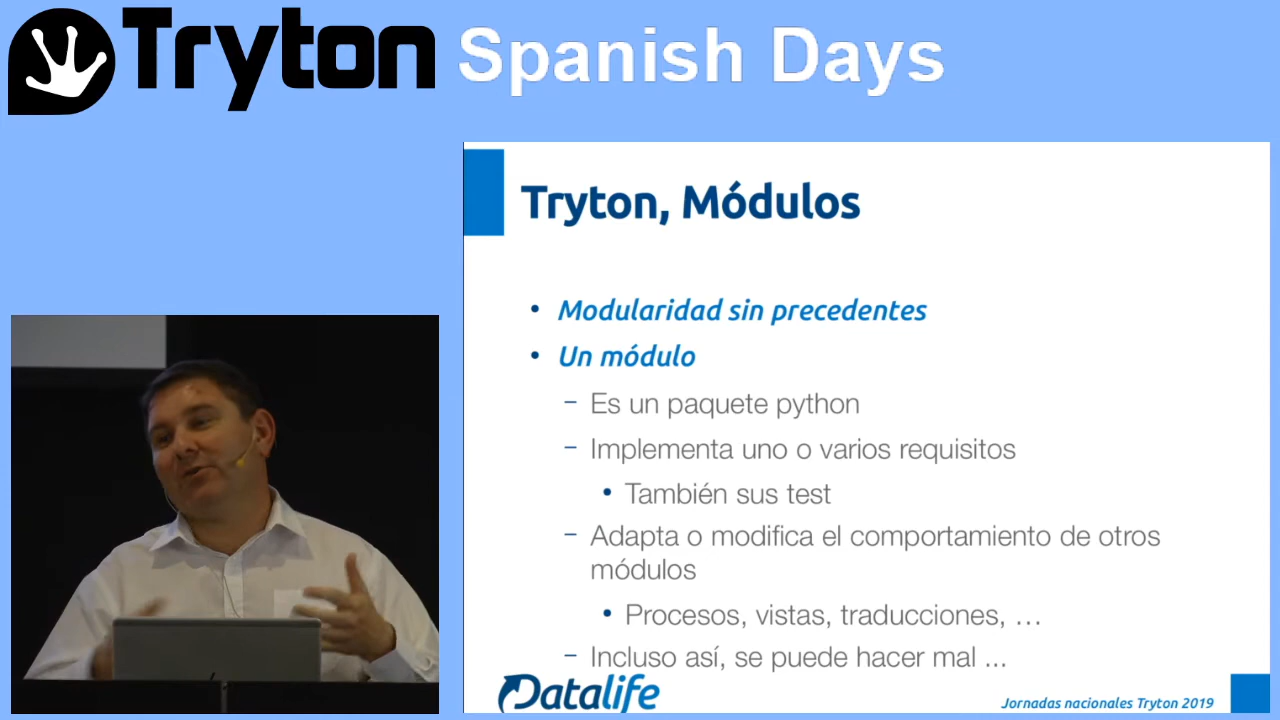 Tryton Spanish Days
Tryton, Módulos
• Modularidad sin precedentes
• Un módulo
– Es un paquete python
– Implementa uno o varios requisitos
• También sus test
– Adapta o modifica el comportamiento de otros
módulos
• Procesos, vistas, traducciones, …
– Incluso así, se puede hacer mal ...
Datalife
Jornadas nacionales Tryton 2019